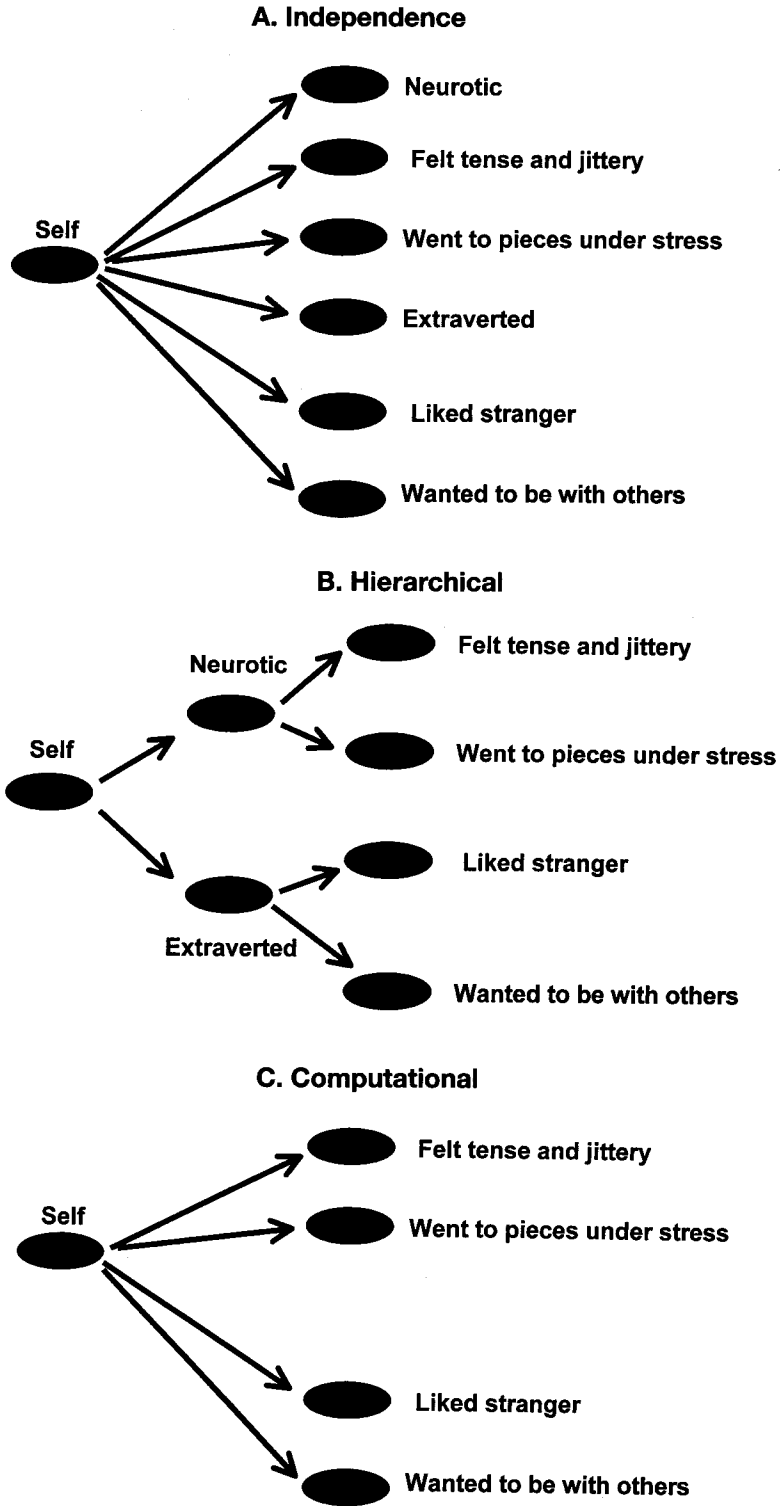 A. Independence
Neurotic
Felt tense and jittery
Self
Went to pieces under stress
Extraverted
Liked stranger
Wanted to be with others
B. Hierarchical
Felt tense and jittery
Neurotic
Self
Went to pieces under stress
Liked stranger
Extraverted
Wanted to be with others
C. Computational
Felt tense and jittery
Self
Went to pieces under stress
Liked stranger
Wanted to be with others